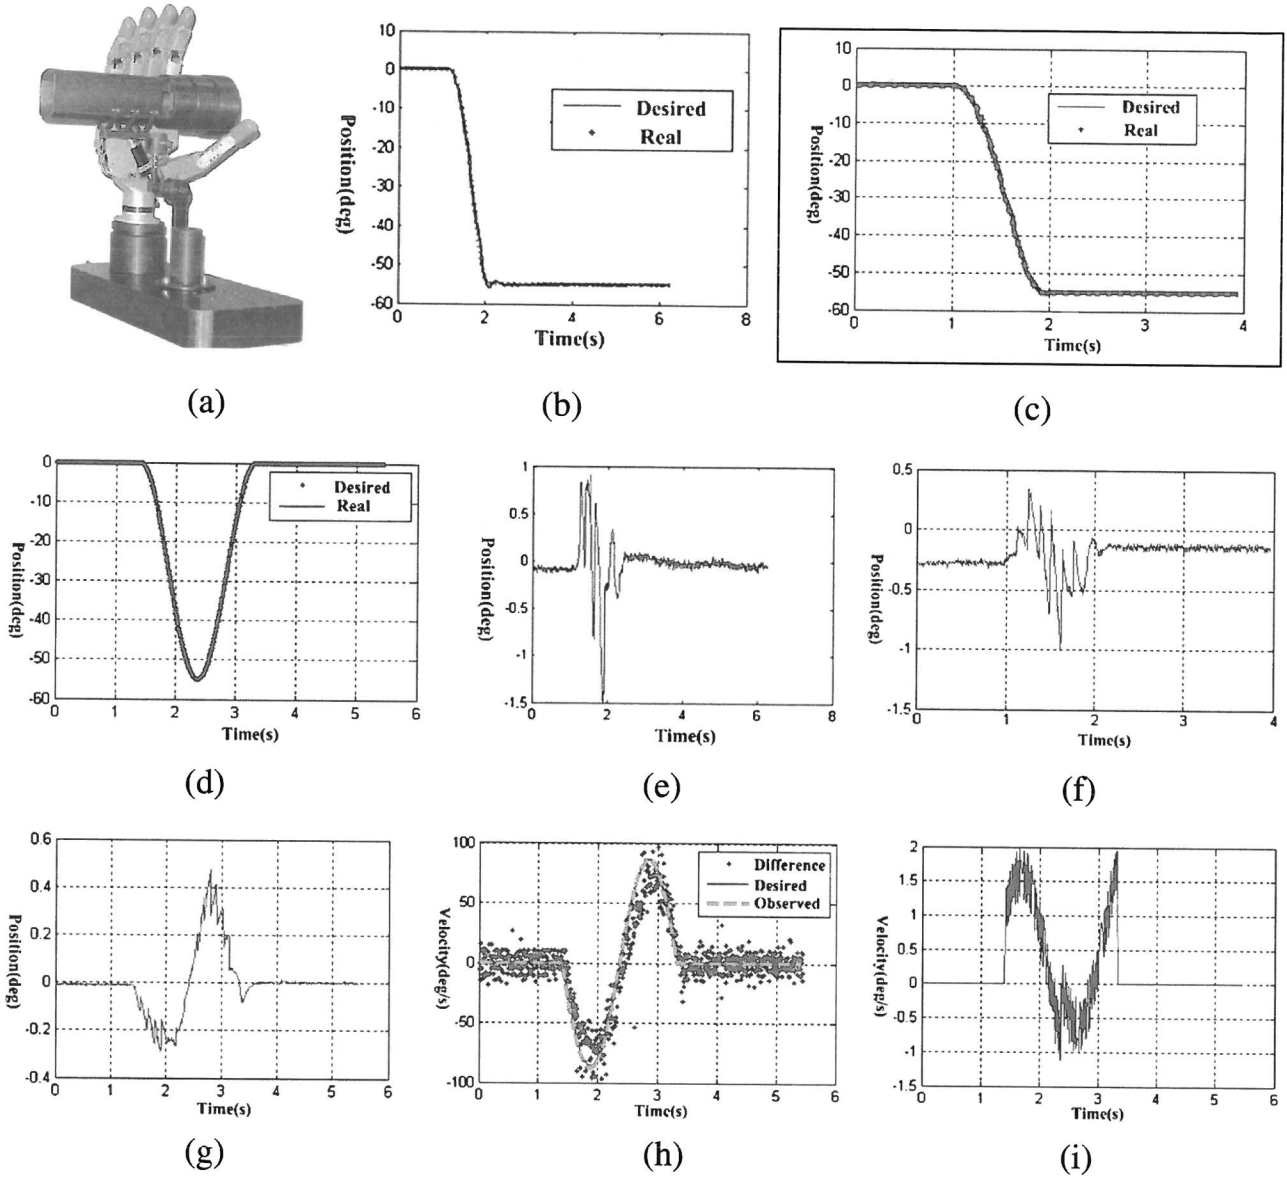 10
0
-10
-20
-30
-40
-50
-60
0 2 4 6 8
Position(deg)
Time(s)
Desired
Real
10
0
-10
-20
-30
-40
-50
-60
0 1 2 3 4
Position(deg)
Time(s)
Desired
Real
(a)
(b)
(c)
0
-10
-20
-30
-40
-50
-60
0 1 2 3 4 5 6
Position(deg)
Time(s)
Desired
Real
1
0.5
0
-0.5
-1
-1.5
0 2 4 6 8
Position(deg)
Time(s)
0.5
0
-0.5
-1
-1.5
0 1 2 3 4
Position(deg)
Time(s)
(d)
(e)
(f)
0.6
0.4
0.2
0
-0.2
-0.4
0 1 2 3 4 5 6
Position(deg)
Time(s)
100
50
0
-50
-100
0 1 2 3 4 5 6
Velocity(deg/s)
Time(s)
Difference
Desired
Observed
2
1.5
1
0.5
0
-0.5
-1
-1.5
0 1 2 3 4 5 6
Velocity(deg/s)
Time(s)
(g)
(h)
(i)